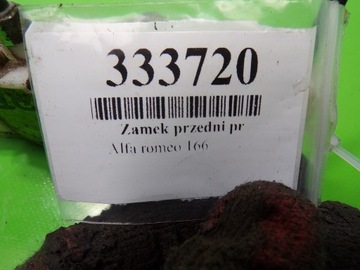 333720
Zamek przedni pr
Alfa romeo 166